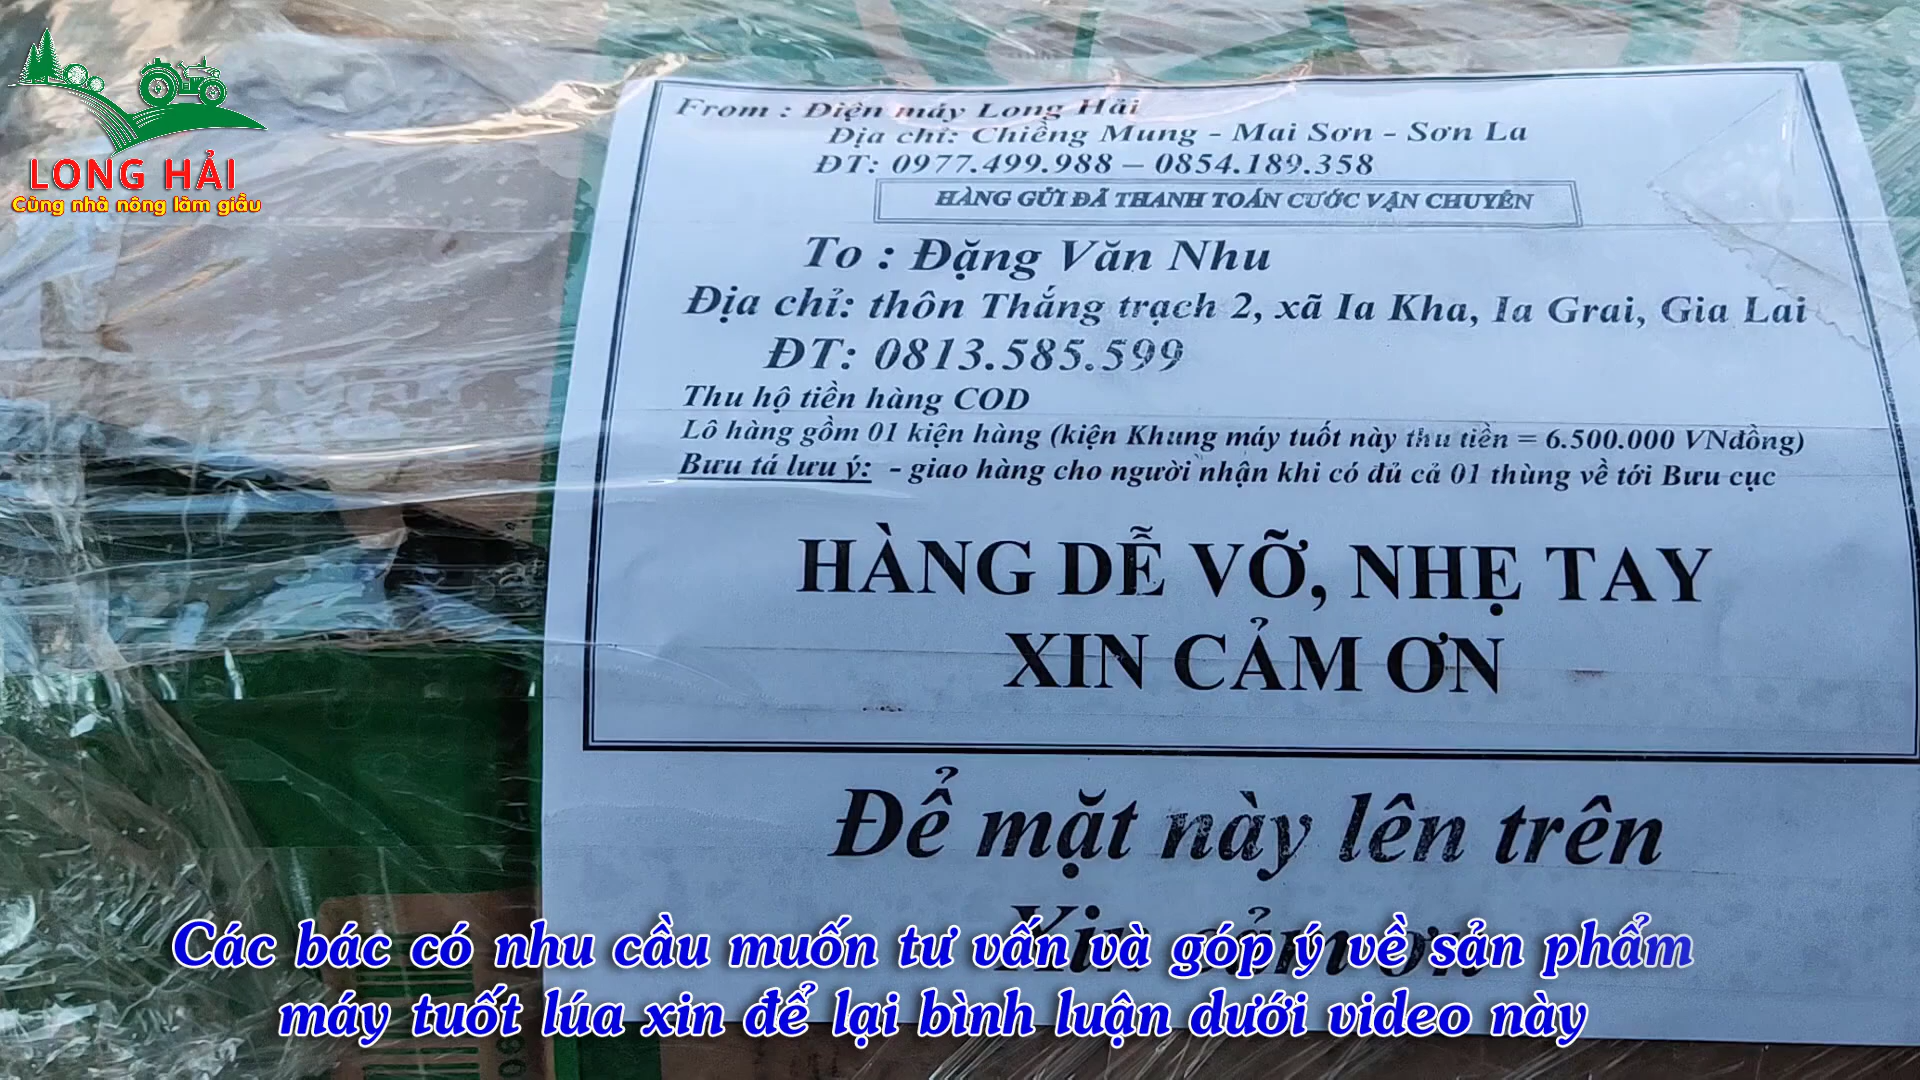 LONG HẢI
Cùng nhà nông làm giầu
From : Điện máy Long Hải
Địa chỉ: Chiềng Mung - Mai Sơn - Sơn La
ĐT: 0977.499.988 – 0854.189.358
HÀNG GỬI ĐÃ THANH TOÁN CƯỚC VẬN CHUYỂN
To : Đặng Văn Nhu
Địa chỉ: thôn Thắng trạch 2, xã Ia Kha, Ia Grai, Gia Lai
ĐT: 0813.585.599
Thu hộ tiền hàng COD
Lô hàng gồm 01 kiện hàng (kiện Khung máy tuốt này thu tiền = 6.500.000 VNđồng)
Bưu tá lưu ý: - giao hàng cho người nhận khi có đủ cả 01 thùng về tới Bưu cục
HÀNG DỄ VỠ, NHẸ TAY
XIN CẢM ƠN
Để mặt này lên trên
Xin cảm ơn
Các bác có nhu cầu muốn tư vấn và góp ý về sản phẩm
máy tuốt lúa xin để lại bình luận dưới video này